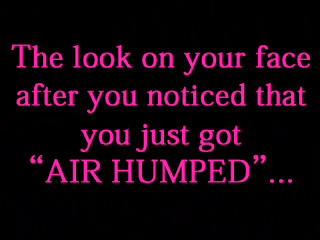 The look on your face
after you noticed that
you just got
“AIR HUMPED”...